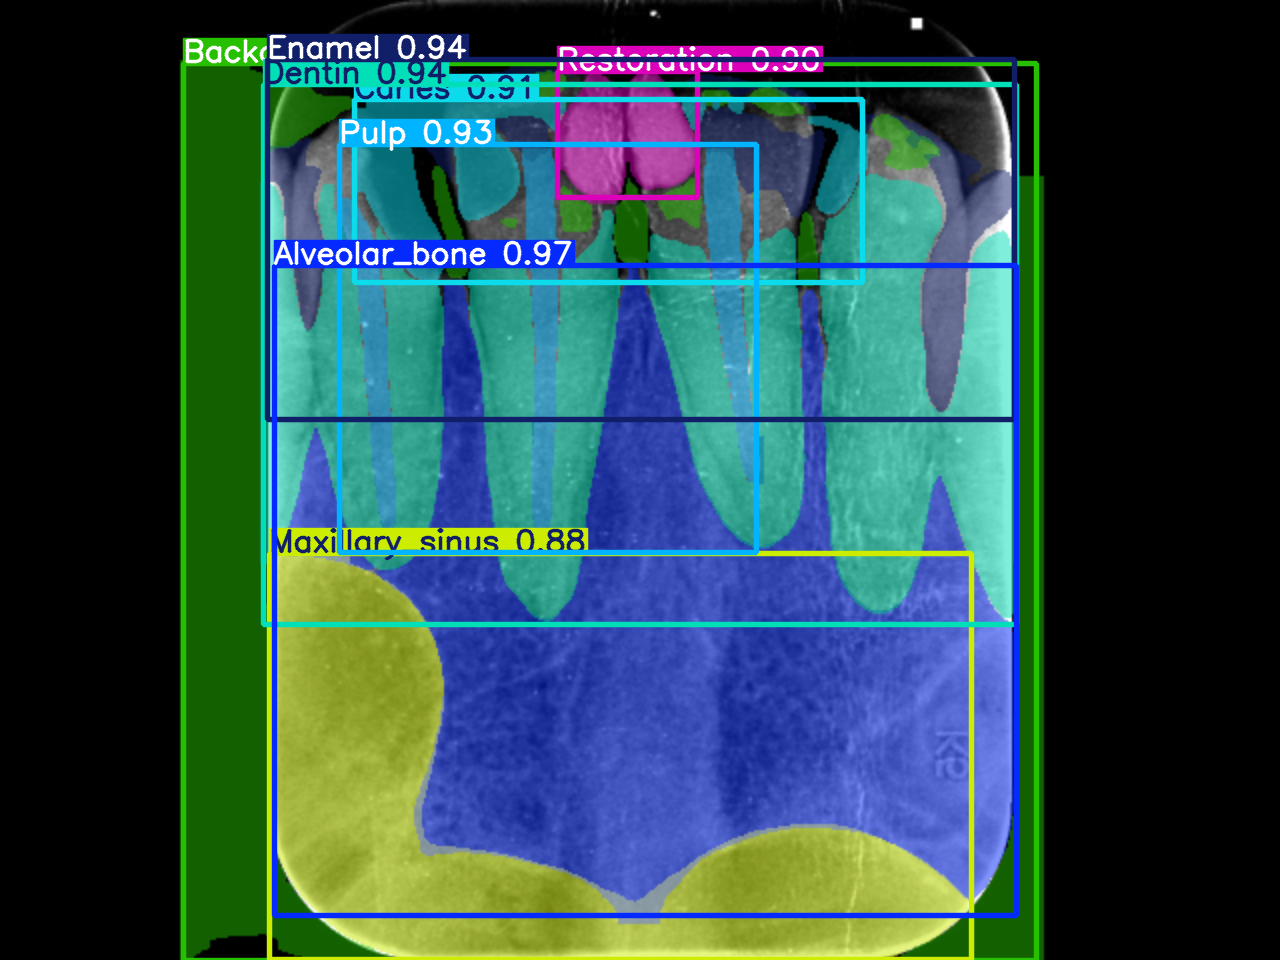 Enamel 0.94
Restoration 0.90
Dentin 0.94
Caries 0.91
Pulp 0.93
Alveolar_bone 0.97
Maxillary_sinus 0.88